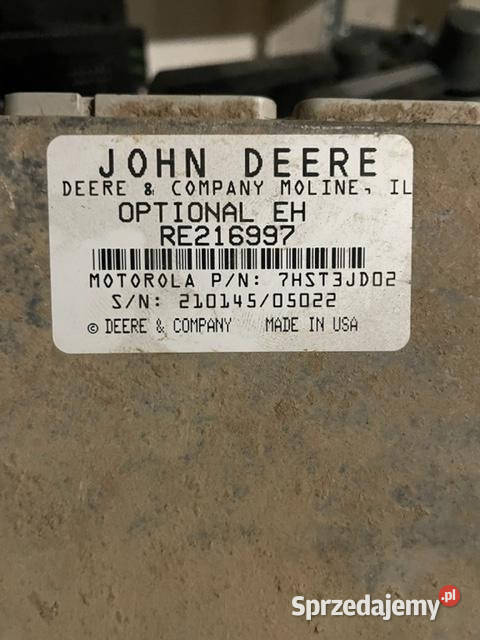 JOHN DEERE
DEERE & COMPANY MOLINE, IL
OPTIONAL EH
RE216997
MOTOROLA P/N: 7HST3JD02
S/N: 210145/05022
© DEERE & COMPANY MADE IN USA
Sprzedajemy.pl